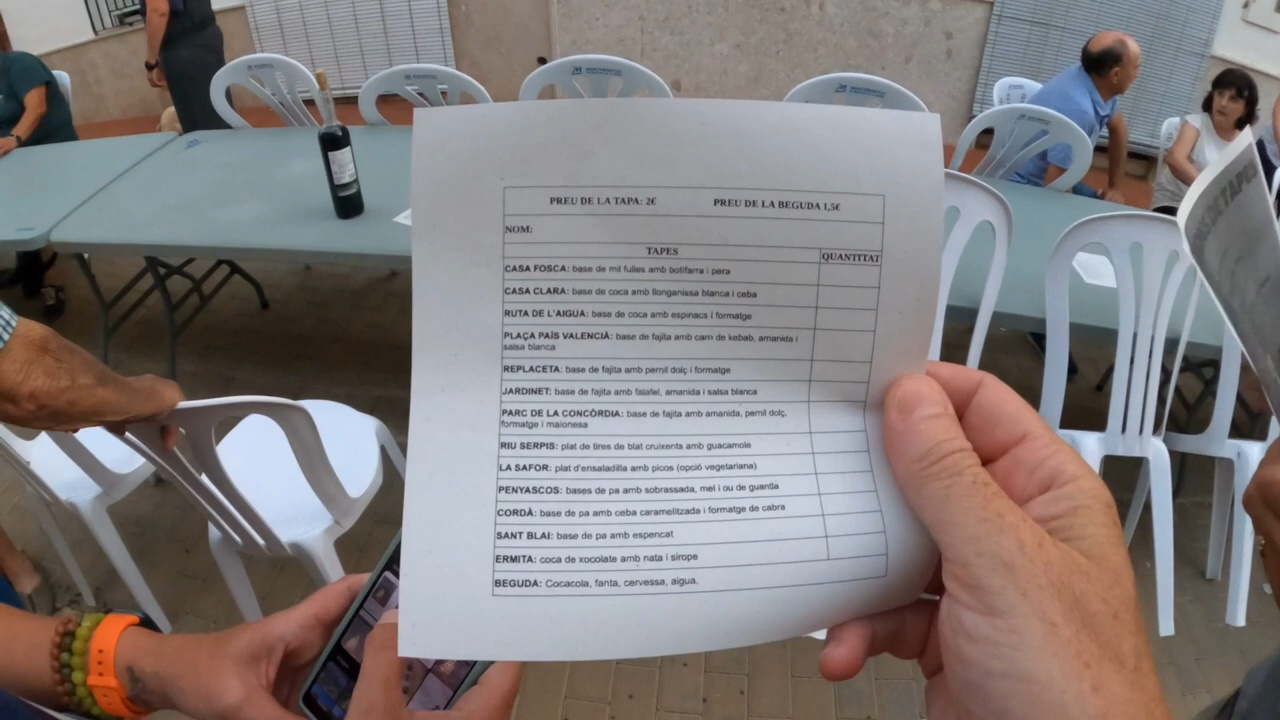 PREU DE LA TAPA: 2€ PREU DE LA BEGUDA 1,5€
NOM:
TAPES QUANTITAT
CASA FOSCA: base de mil fulles amb botifarra i pera
CASA CLARA: base de coca amb llonganissa blanca i ceba
RUTA DE L'AIGUA: base de coca amb espinacs i formatge
PLAÇA PAÍS VALENCIÀ: base de fajita amb carn de kebab, amanida i
salsa blanca
REPLACETA: base de fajita amb pernil dolç i formatge
JARDINET: base de fajita amb falafel, amanida i salsa blanca
PARC DE LA CONCÒRDIA: base de fajita amb amanida, pernil dolç,
formatge i maionesa
RIU SERPIS: plat de tires de blat cruixents amb guacamole
LA SAFOR: plat d'ensaladilla amb picos (opció vegetariana)
PENYASCOS: bases de pa amb sobrassada, mel i ou de guatla
CORDÀ: base de pa amb ceba caramelitzada i formatge de cabra
SANT BLAI: base de pa amb espencat
ERMITA: coca de xocolate amb nata i sirope
BEGUDA: Cocacola, fanta, cervessa, aigua.